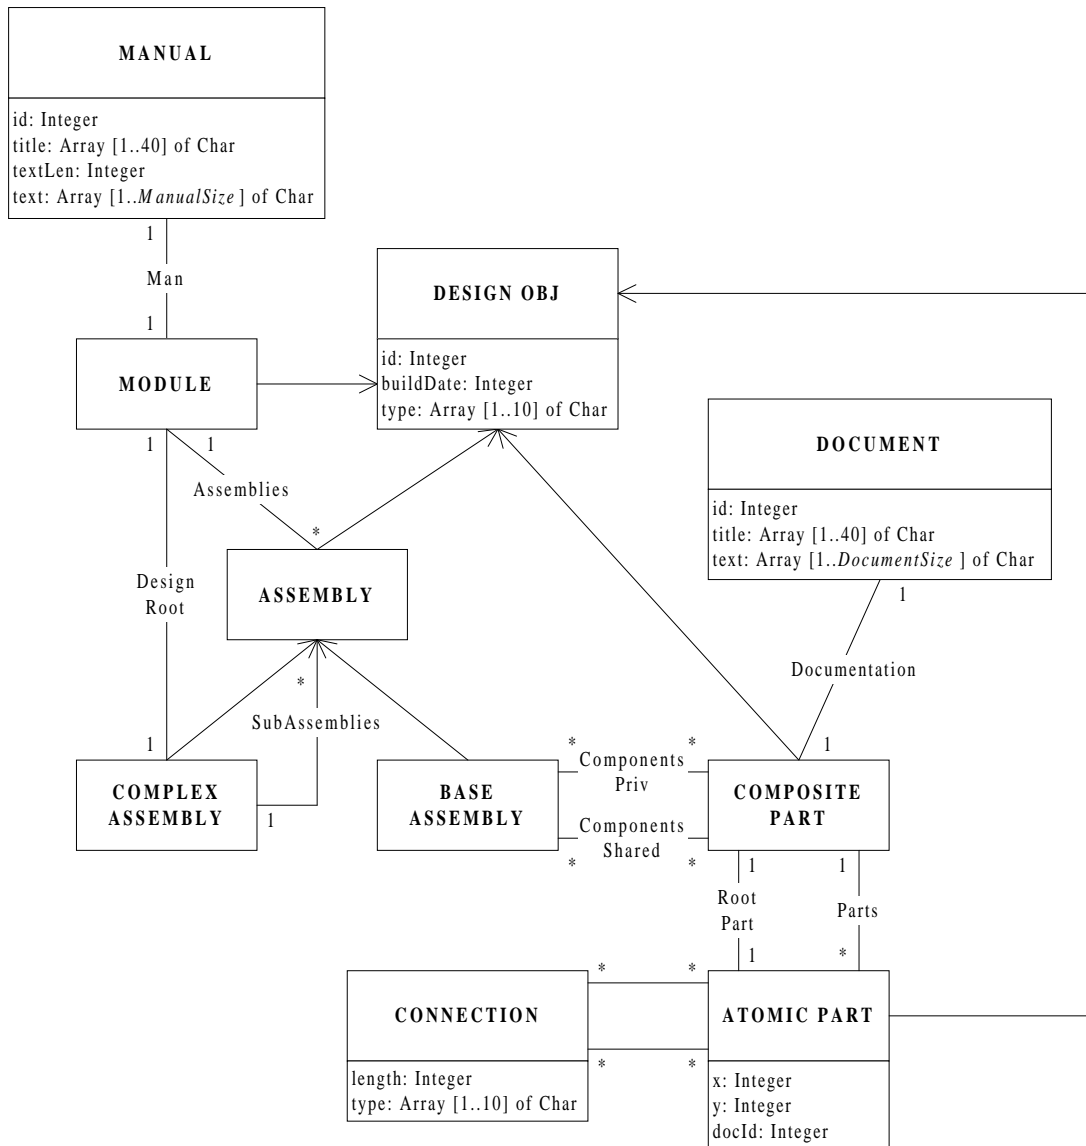 MANUAL
id: Integer
title: Array [1..40] of Char
textLen: Integer
text: Array [1..ManualSize ] of Char
1
Man
1
DESIGN OBJ
id: Integer
buildDate: Integer
type: Array [1..10] of Char
MODULE
1
1
Assemblies
*
DOCUMENT
id: Integer
title: Array [1..40] of Char
text: Array [1..DocumentSize ] of Char
1
Design
Root
ASSEMBLY
*
SubAssemblies
Documentation
1
1
COMPLEX
ASSEMBLY
1
BASE
ASSEMBLY
*
*
Components
Priv
Components
Shared
*
*
COMPOSITE
PART
1
1
Root
Part
Parts
1
*
CONNECTION
length: Integer
type: Array [1..10] of Char
*
*
*
*
ATOMIC PART
x: Integer
y: Integer
docId: Integer